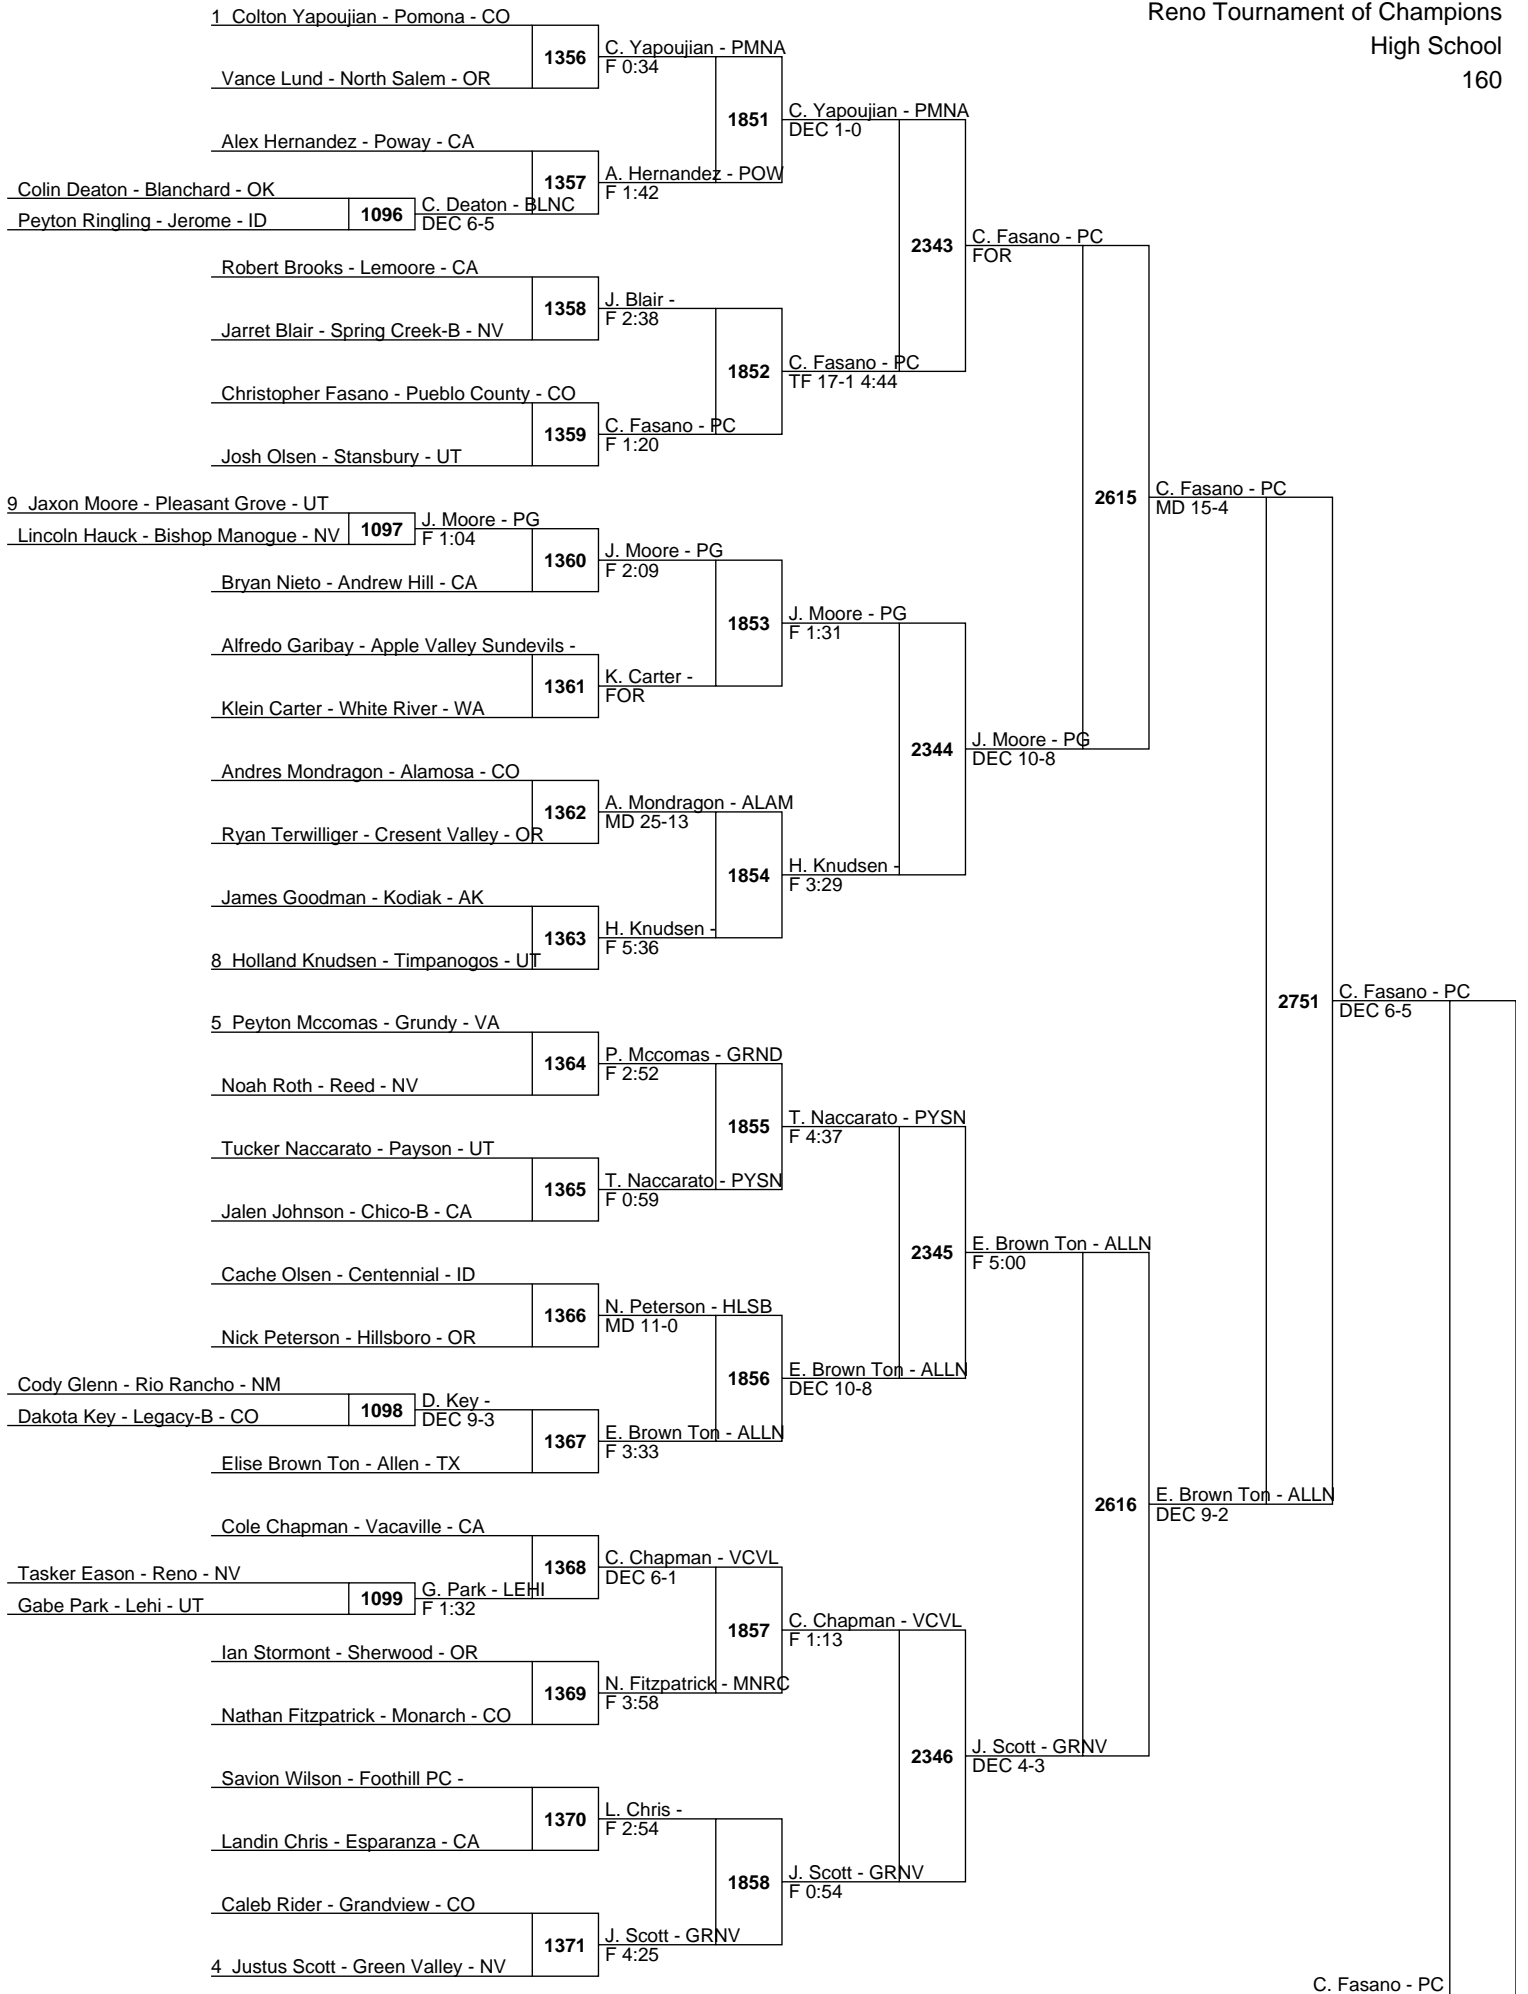 Reno Tournament of Champions
High School
160
1 Colton Yapoujian - Pomona - CO
1356
C. Yapoujian - PMNA
F 0:34
Vance Lund - North Salem - OR
1851
C. Yapoujian - PMNA
DEC 1-0
Alex Hernandez - Poway - CA
1357
A. Hernandez - POW
F 1:42
Colin Deaton - Blanchard - OK
1096
C. Deaton - BLNC
DEC 6-5
Peyton Ringling - Jerome - ID
2343
C. Fasano - PC
FOR
Robert Brooks - Lemoore - CA
1358
J. Blair -
F 2:38
Jarret Blair - Spring Creek-B - NV
1852
C. Fasano - PC
TF 17-1 4:44
Christopher Fasano - Pueblo County - CO
1359
C. Fasano - PC
F 1:20
Josh Olsen - Stansbury - UT
2615
C. Fasano - PC
MD 15-4
9 Jaxon Moore - Pleasant Grove - UT
1097
J. Moore - PG
F 1:04
Lincoln Hauck - Bishop Manogue - NV
1360
J. Moore - PG
F 2:09
Bryan Nieto - Andrew Hill - CA
1853
J. Moore - PG
F 1:31
Alfredo Garibay - Apple Valley Sundevils -
1361
K. Carter -
FOR
Klein Carter - White River - WA
2344
J. Moore - PG
DEC 10-8
Andres Mondragon - Alamosa - CO
1362
A. Mondragon - ALAM
MD 25-13
Ryan Terwilliger - Cresent Valley - OR
1854
H. Knudsen -
F 3:29
James Goodman - Kodiak - AK
1363
H. Knudsen -
F 5:36
8 Holland Knudsen - Timpanogos - UT
2751
C. Fasano - PC
DEC 6-5
5 Peyton Mccomas - Grundy - VA
1364
P. Mccomas - GRND
F 2:52
Noah Roth - Reed - NV
1855
T. Naccarato - PYSN
F 4:37
Tucker Naccarato - Payson - UT
1365
T. Naccarato - PYSN
F 0:59
Jalen Johnson - Chico-B - CA
2345
E. Brown Ton - ALLN
F 5:00
Cache Olsen - Centennial - ID
1366
N. Peterson - HLSB
MD 11-0
Nick Peterson - Hillsboro - OR
1856
E. Brown Ton - ALLN
DEC 10-8
Cody Glenn - Rio Rancho - NM
1098
D. Key -
DEC 9-3
Dakota Key - Legacy-B - CO
1367
E. Brown Ton - ALLN
F 3:33
Elise Brown Ton - Allen - TX
2616
E. Brown Ton - ALLN
DEC 9-2
Cole Chapman - Vacaville - CA
1368
C. Chapman - VCVL
DEC 6-1
Tasker Eason - Reno - NV
1099
G. Park - LEHI
F 1:32
Gabe Park - Lehi - UT
1857
C. Chapman - VCVL
F 1:13
Ian Stormont - Sherwood - OR
1369
N. Fitzpatrick - MNRC
F 3:58
Nathan Fitzpatrick - Monarch - CO
2346
J. Scott - GRNV
DEC 4-3
Savion Wilson - Foothill PC -
1370
L. Chris -
F 2:54
Landin Chris - Esparanza - CA
1858
J. Scott - GRNV
F 0:54
Caleb Rider - Grandview - CO
1371
J. Scott - GRNV
F 4:25
4 Justus Scott - Green Valley - NV
C. Fasano - PC